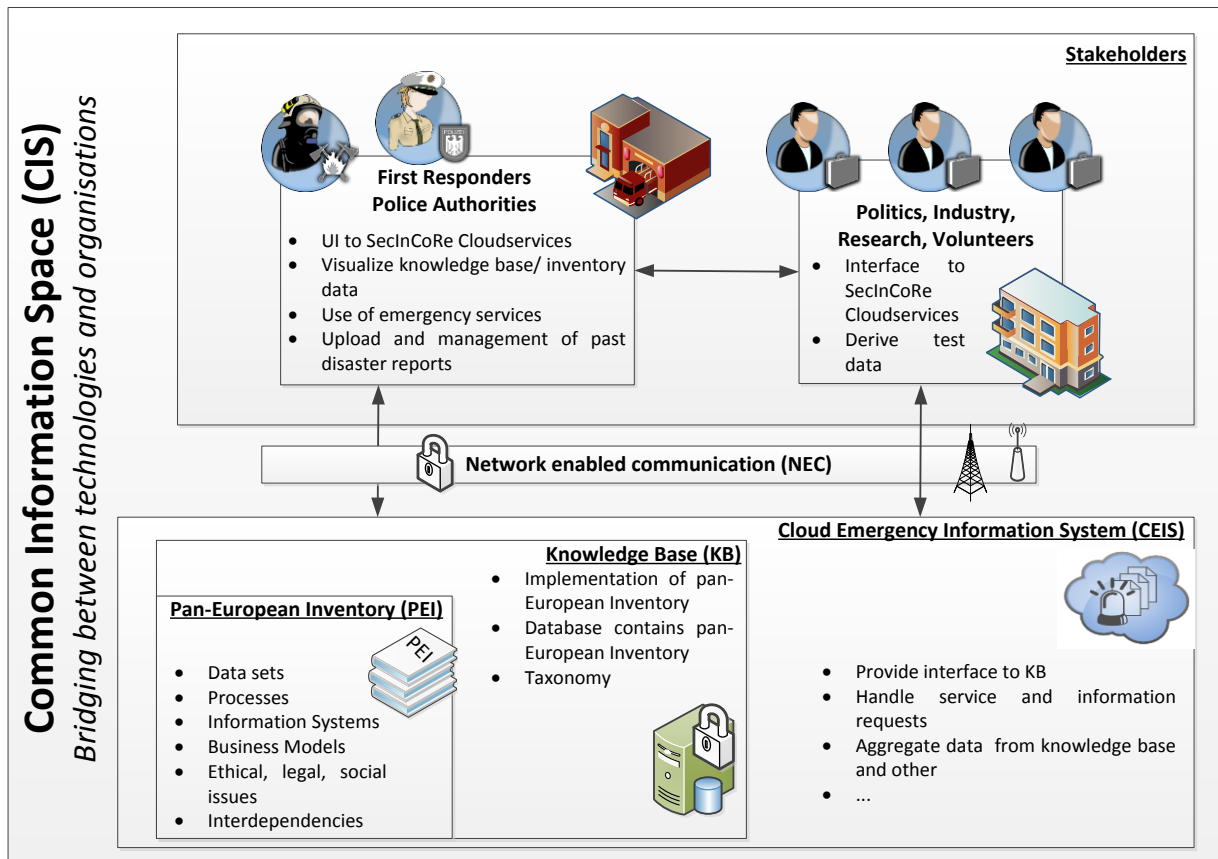 Common Information Space (CIS)
Bridging between technologies and organisations
Stakeholders
POLIZEI
First Responders
Police Authorities
• UI to SecInCoRe Cloudservices
• Visualize knowledge base/ inventory
data
• Use of emergency services
• Upload and management of past
disaster reports
Politics, Industry,
Research, Volunteers
• Interface to
SecInCoRe
Cloudservices
• Derive test
data
Network enabled communication (NEC)
Cloud Emergency Information System (CEIS)
Knowledge Base (KB)
• Implementation of pan-
European Inventory
• Database contains pan-
European Inventory
• Taxonomy
Pan-European Inventory (PEI)
PEI
• Data sets
• Processes
• Information Systems
• Business Models
• Ethical, legal, social
issues
• Interdependencies
• Provide interface to KB
• Handle service and information
requests
• Aggregate data from knowledge base
and other
• ...